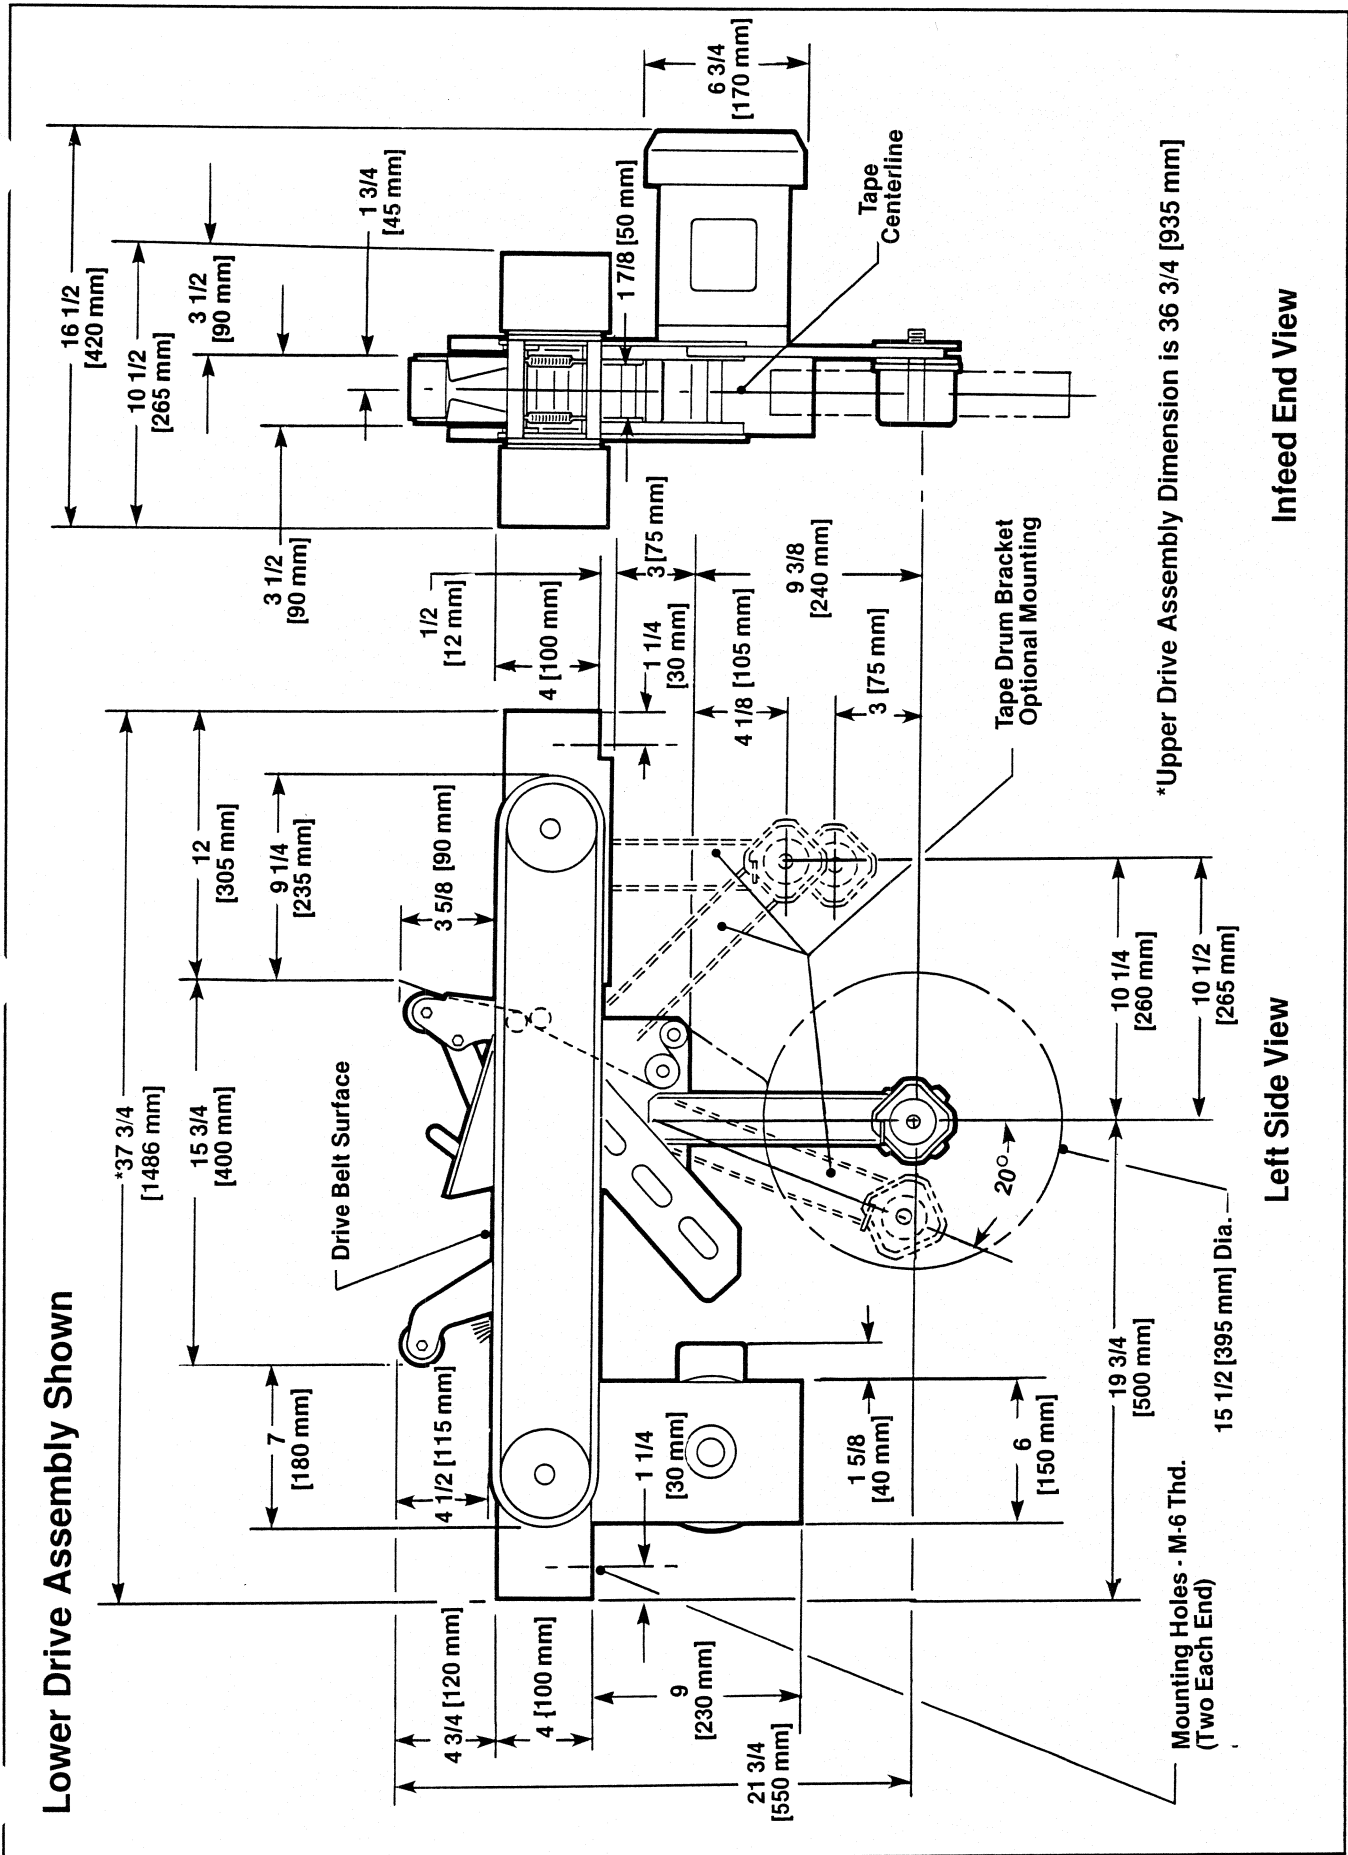 Lower Drive Assembly Shown
*37 3/4
[1486 mm]
15 3/4
[400 mm]
12
[305 mm]
7
[180 mm]
9 1/4
[235 mm]
Drive Belt Surface
3 5/8 [90 mm]
4 1/2 [115 mm]
4 3/4 [120 mm]
4 [100 mm]
9
[230 mm]
21 3/4
[550 mm]
1 1/4
[30 mm]
1 5/8
[40 mm]
6
[150 mm]
19 3/4
[500 mm]
Mounting Holes - M-6 Thd.
(Two Each End)
15 1/2 [395 mm] Dia.
20°
10 1/4
[260 mm]
10 1/2
[265 mm]
Left Side View
1/2
[12 mm]
4 [100 mm]
3 [75 mm]
1 1/4
[30 mm]
4 1/8 [105 mm]
9 3/8
[240 mm]
3 [75 mm]
Tape Drum Bracket
Optional Mounting
16 1/2
[420 mm]
10 1/2
[265 mm]
3 1/2
[90 mm]
3 1/2
[90 mm]
1 3/4
[45 mm]
1 7/8 [50 mm]
6 3/4
[170 mm]
Tape
Centerline
*Upper Drive Assembly Dimension is 36 3/4 [935 mm]
Infeed End View